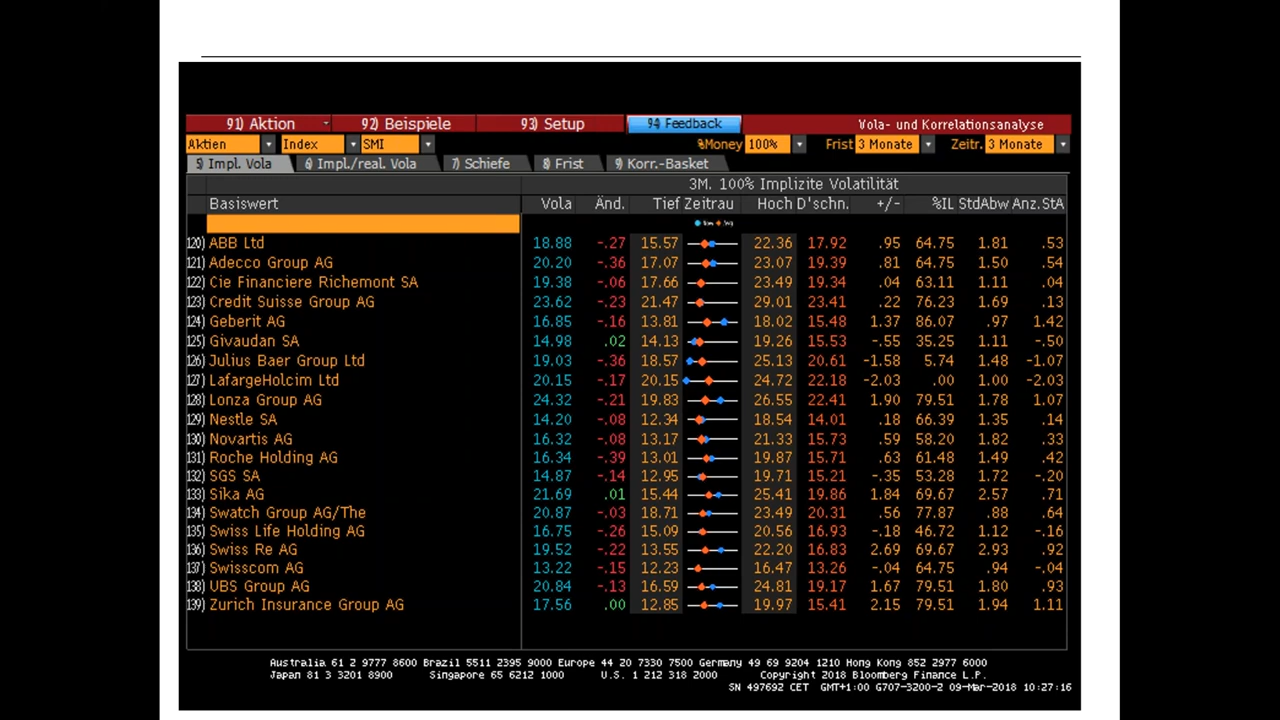 91) Aktion 92) Beispiele 93) Setup 94) Feedback Vola- und Korrelationsanalyse
Aktien Index SMI %Money 100% Frist 3 Monate Zeitr. 3 Monate
5) Impl. Vola 6) Impl./real. Vola 7) Schiefe 8) Frist 9) Korr.-Basket
3M. 100% Implizite Volatilität
Basiswert Vola Änd. Tief Zeitrau Hoch D'schn. +/- %IL StdAbw Anz.StA
120) ABB Ltd 18.88 -.27 15.57 22.36 17.92 .95 64.75 1.81 .53
121) Adecco Group AG 20.20 -.36 17.07 23.07 19.39 .81 64.75 1.50 .54
122) Cie Financiere Richemont SA 19.38 -.06 17.66 23.49 19.34 .04 63.11 1.11 .04
123) Credit Suisse Group AG 23.62 -.23 21.47 29.01 23.41 .22 76.23 1.69 .13
124) Geberit AG 16.85 -.16 13.81 18.02 15.48 1.37 86.07 .97 1.42
125) Givaudan SA 14.98 .02 14.13 19.26 15.53 -.55 35.25 1.11 -.50
126) Julius Baer Group Ltd 19.03 -.36 18.57 25.13 20.61 -1.58 5.74 1.48 -1.07
127) LafargeHolcim Ltd 20.15 -.17 20.15 24.72 22.18 -2.03 .00 1.00 -2.03
128) Lonza Group AG 24.32 -.21 19.83 26.55 22.41 1.90 79.51 1.78 1.07
129) Nestle SA 14.20 -.08 12.34 18.54 14.01 .18 66.39 1.35 .14
130) Novartis AG 16.32 -.08 13.17 21.33 15.73 .59 58.20 1.82 .33
131) Roche Holding AG 16.34 -.39 13.01 19.87 15.71 .63 61.48 1.49 .42
132) SGS SA 14.87 -.14 12.95 19.71 15.21 -.35 53.28 1.72 -.20
133) Sika AG 21.69 .01 15.44 25.41 19.86 1.84 69.67 2.57 .71
134) Swatch Group AG/The 20.87 -.03 18.71 23.49 20.31 .56 77.87 .88 .64
135) Swiss Life Holding AG 16.75 -.26 15.09 20.56 16.93 -.18 46.72 1.12 -.16
136) Swiss Re AG 19.52 -.22 13.55 22.20 16.83 2.69 69.67 2.93 .92
137) Swisscom AG 13.22 -.15 12.23 16.47 13.26 -.04 64.75 .94 -.04
138) UBS Group AG 20.84 -.13 16.59 24.81 19.17 1.67 79.51 1.80 .93
139) Zurich Insurance Group AG 17.56 .00 12.85 19.97 15.41 2.15 79.51 1.94 1.11
Australia 61 2 9777 8600 Brazil 5511 2395 9000 Europe 44 20 7330 7500 Germany 49 69 9204 1210 Hong Kong 852 2977 6000
Japan 81 3 3201 8900 Singapore 65 6212 1000 U.S. 1 212 318 2000 Copyright 2018 Bloomberg Finance L.P.
SN 497692 CET GMT+1:00 G707-3200-2 09-Mar-2018 10:27:16